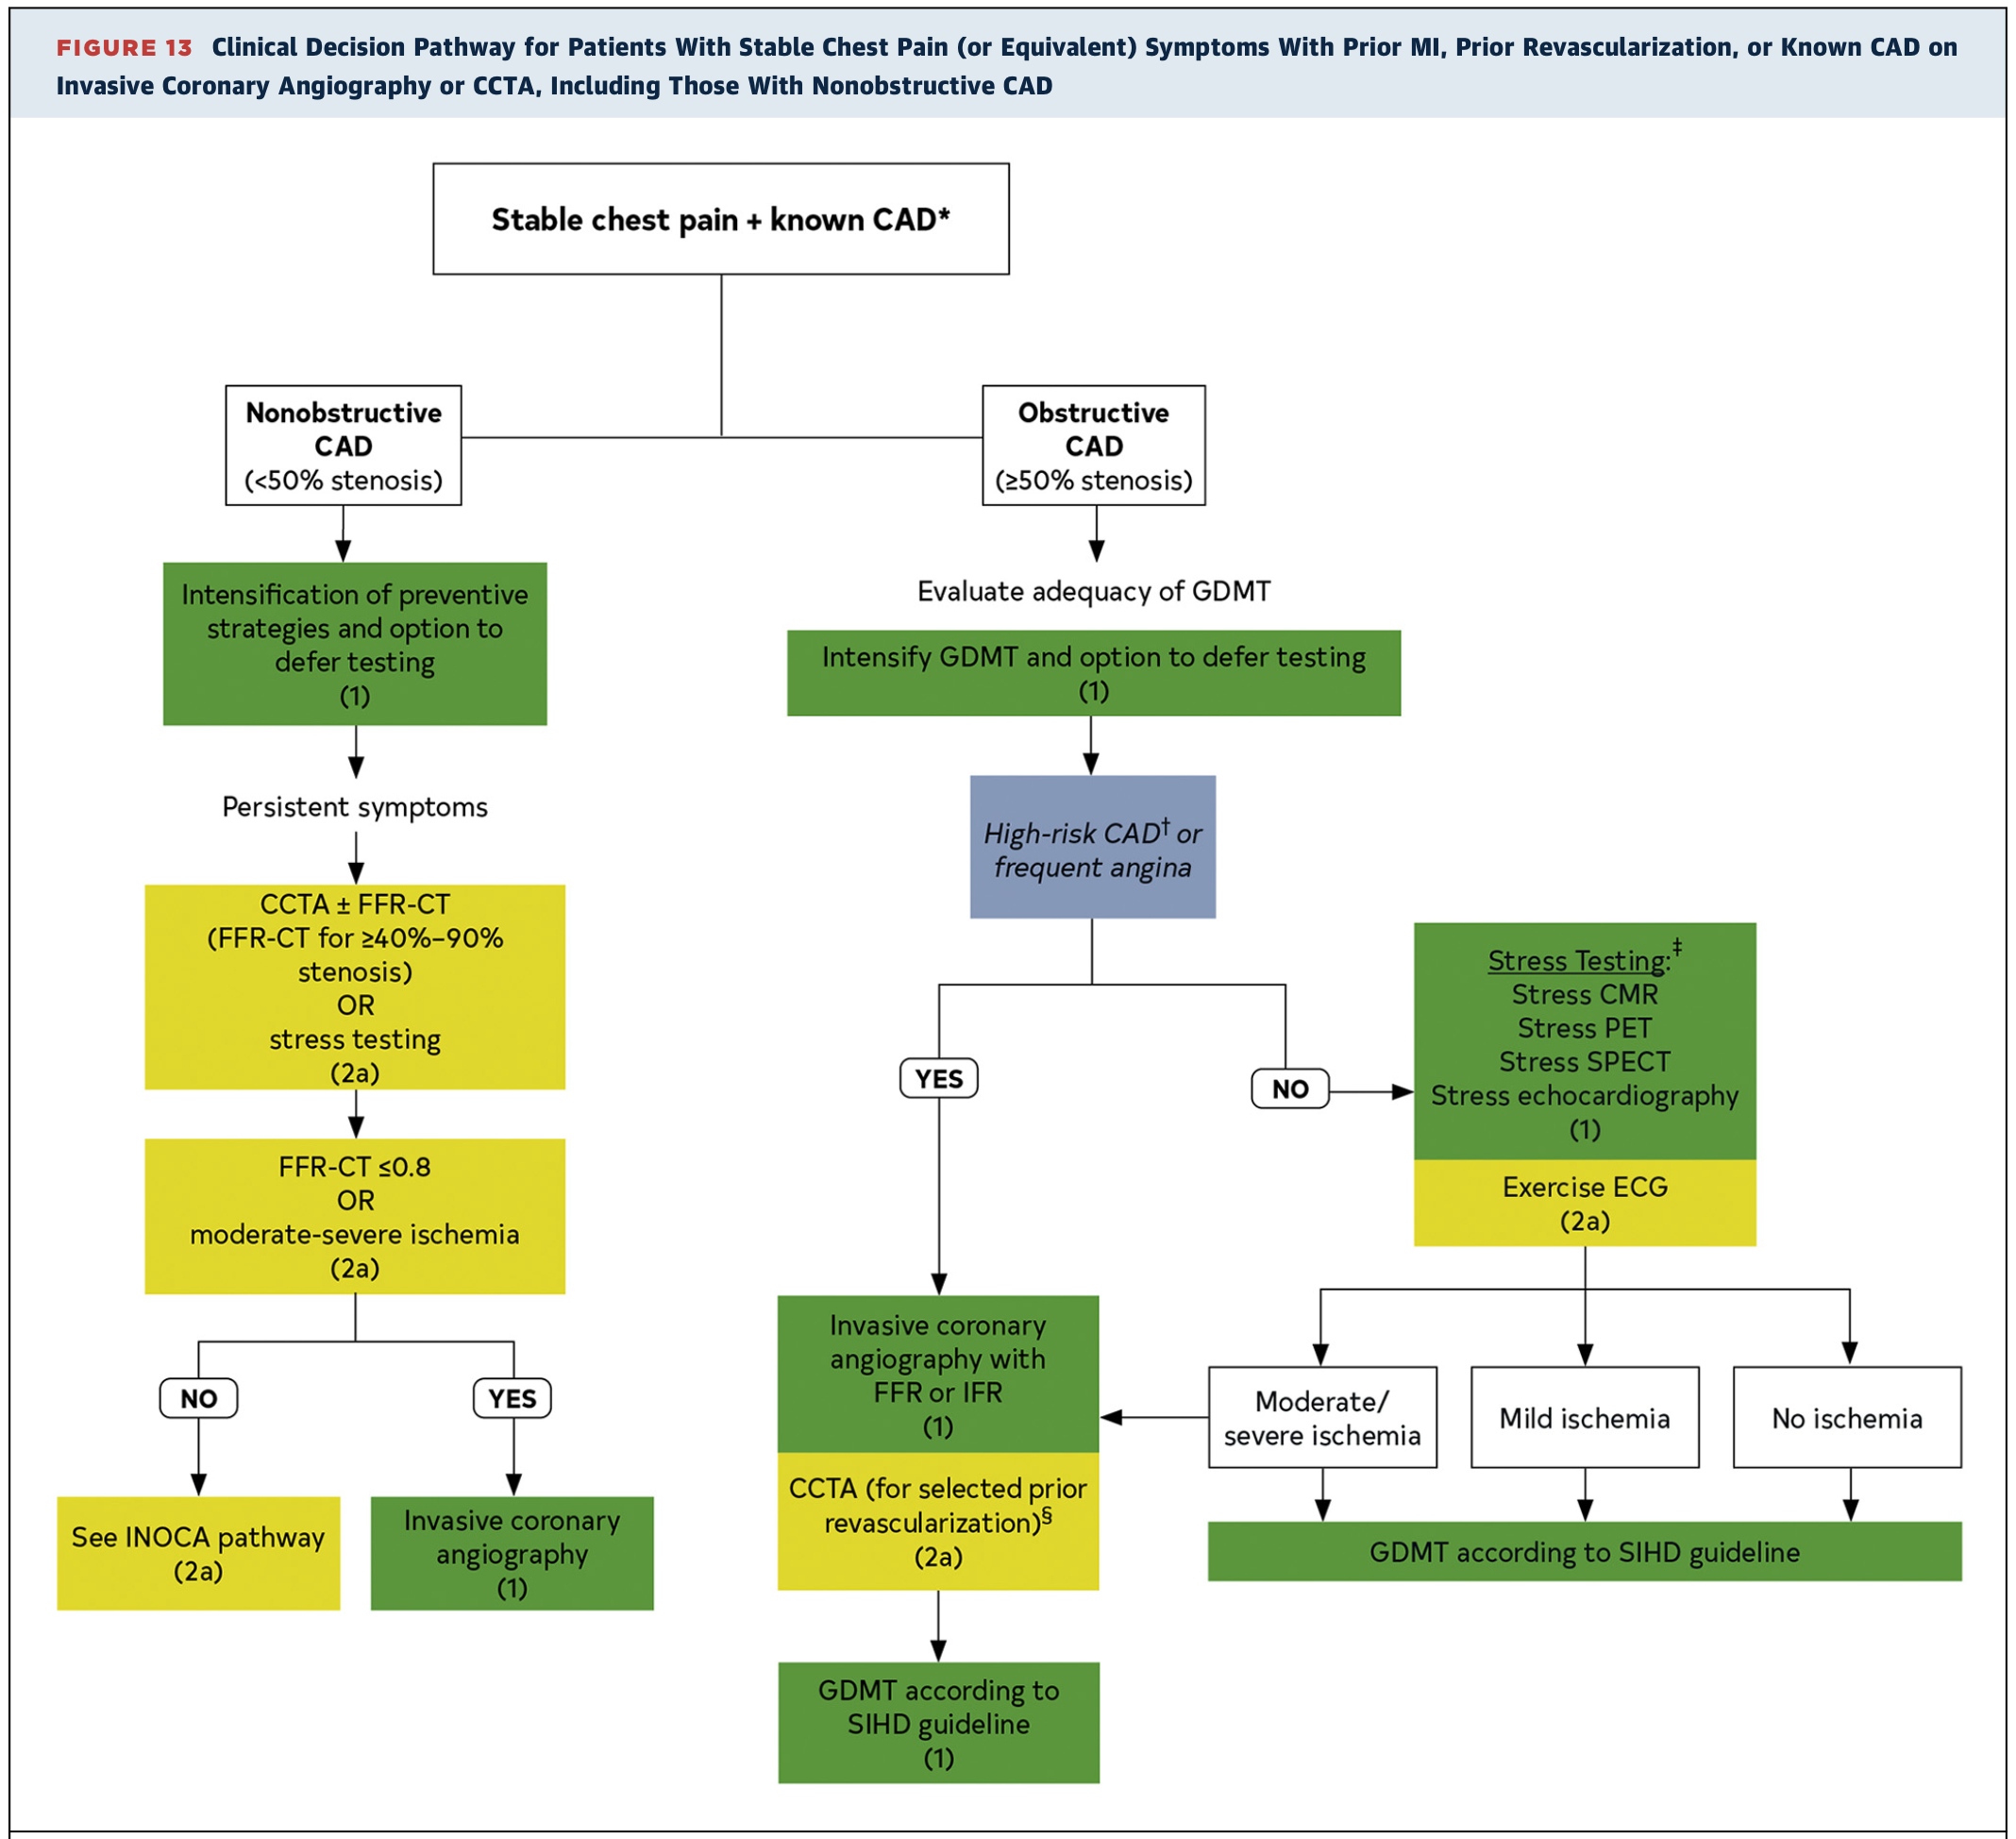 FIGURE 13 Clinical Decision Pathway for Patients With Stable Chest Pain (or Equivalent) Symptoms With Prior MI, Prior Revascularization, or Known CAD on
Invasive Coronary Angiography or CCTA, Including Those With Nonobstructive CAD
Stable chest pain + known CAD*
Nonobstructive
CAD
(<50% stenosis)
Intensification of preventive
strategies and option to
defer testing
(1)
Persistent symptoms
CCTA ± FFR-CT
(FFR-CT for ≥40%–90%
stenosis)
OR
stress testing
(2a)
FFR-CT ≤0.8
OR
moderate-severe ischemia
(2a)
NO
YES
See INOCA pathway
(2a)
Invasive coronary
angiography
(1)
Obstructive
CAD
(≥50% stenosis)
Evaluate adequacy of GDMT
Intensify GDMT and option to defer testing
(1)
High-risk CAD† or
frequent angina
YES
NO
Stress Testing:‡
Stress CMR
Stress PET
Stress SPECT
Stress echocardiography
(1)
Exercise ECG
(2a)
Invasive coronary
angiography with
FFR or IFR
(1)
CCTA (for selected prior
revascularization)§
(2a)
Moderate/
severe ischemia
Mild ischemia
No ischemia
GDMT according to SIHD guideline
GDMT according to
SIHD guideline
(1)